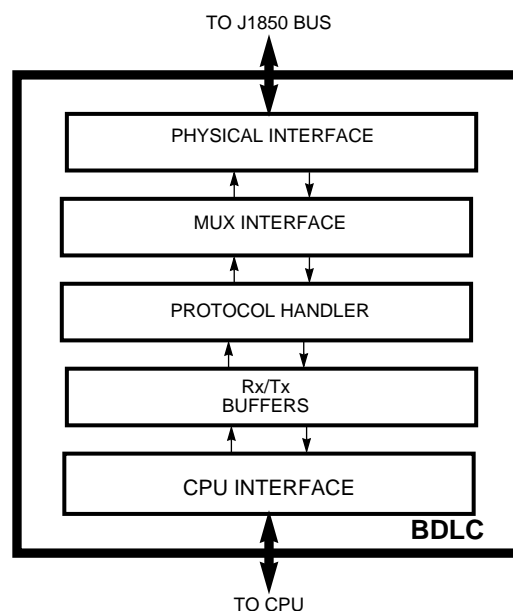 TO J1850 BUS
PHYSICAL INTERFACE
MUX INTERFACE
PROTOCOL HANDLER
Rx/Tx
BUFFERS
CPU INTERFACE
BDLC
TO CPU